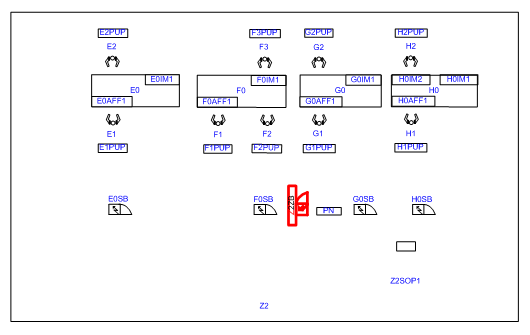 E2PUP F3PUP G2PUP H2PUP
E2 F3 G2 H2
E0IM1 F0IM1 G0IM1 H0IM2 H0IM1
E0 F0 G0 H0
E0AFF1 F0AFF1 G0AFF1 H0AFF1
E1 F1 F2 G1 H1
E1PUP F1PUP F2PUP G1PUP H1PUP
E0SB F0SB G0SB H0SB
PN
Z2SOP1
Z2